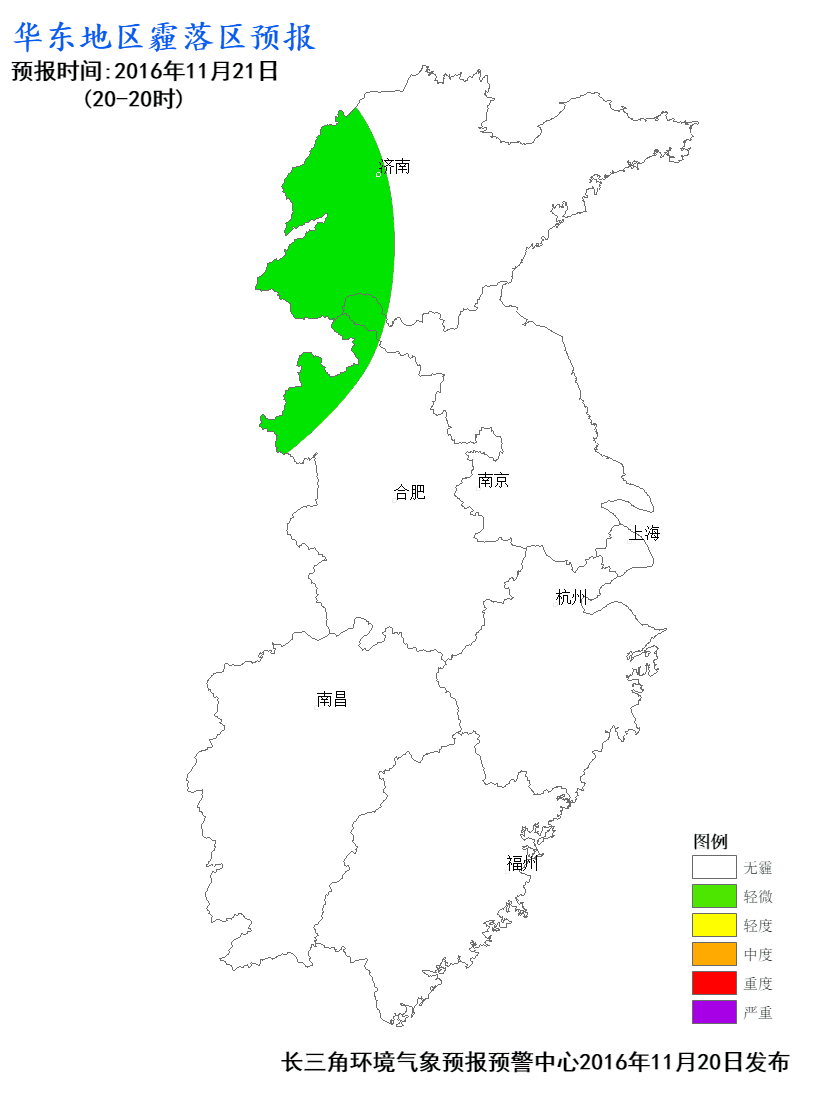 华东地区霾落区预报
预报时间:2016年11月21日
(20-20时)
济南
合肥
南京
上海
杭州
南昌
福州
图例
无霾
轻微
轻度
中度
重度
严重
长三角环境气象预报预警中心2016年11月20日发布